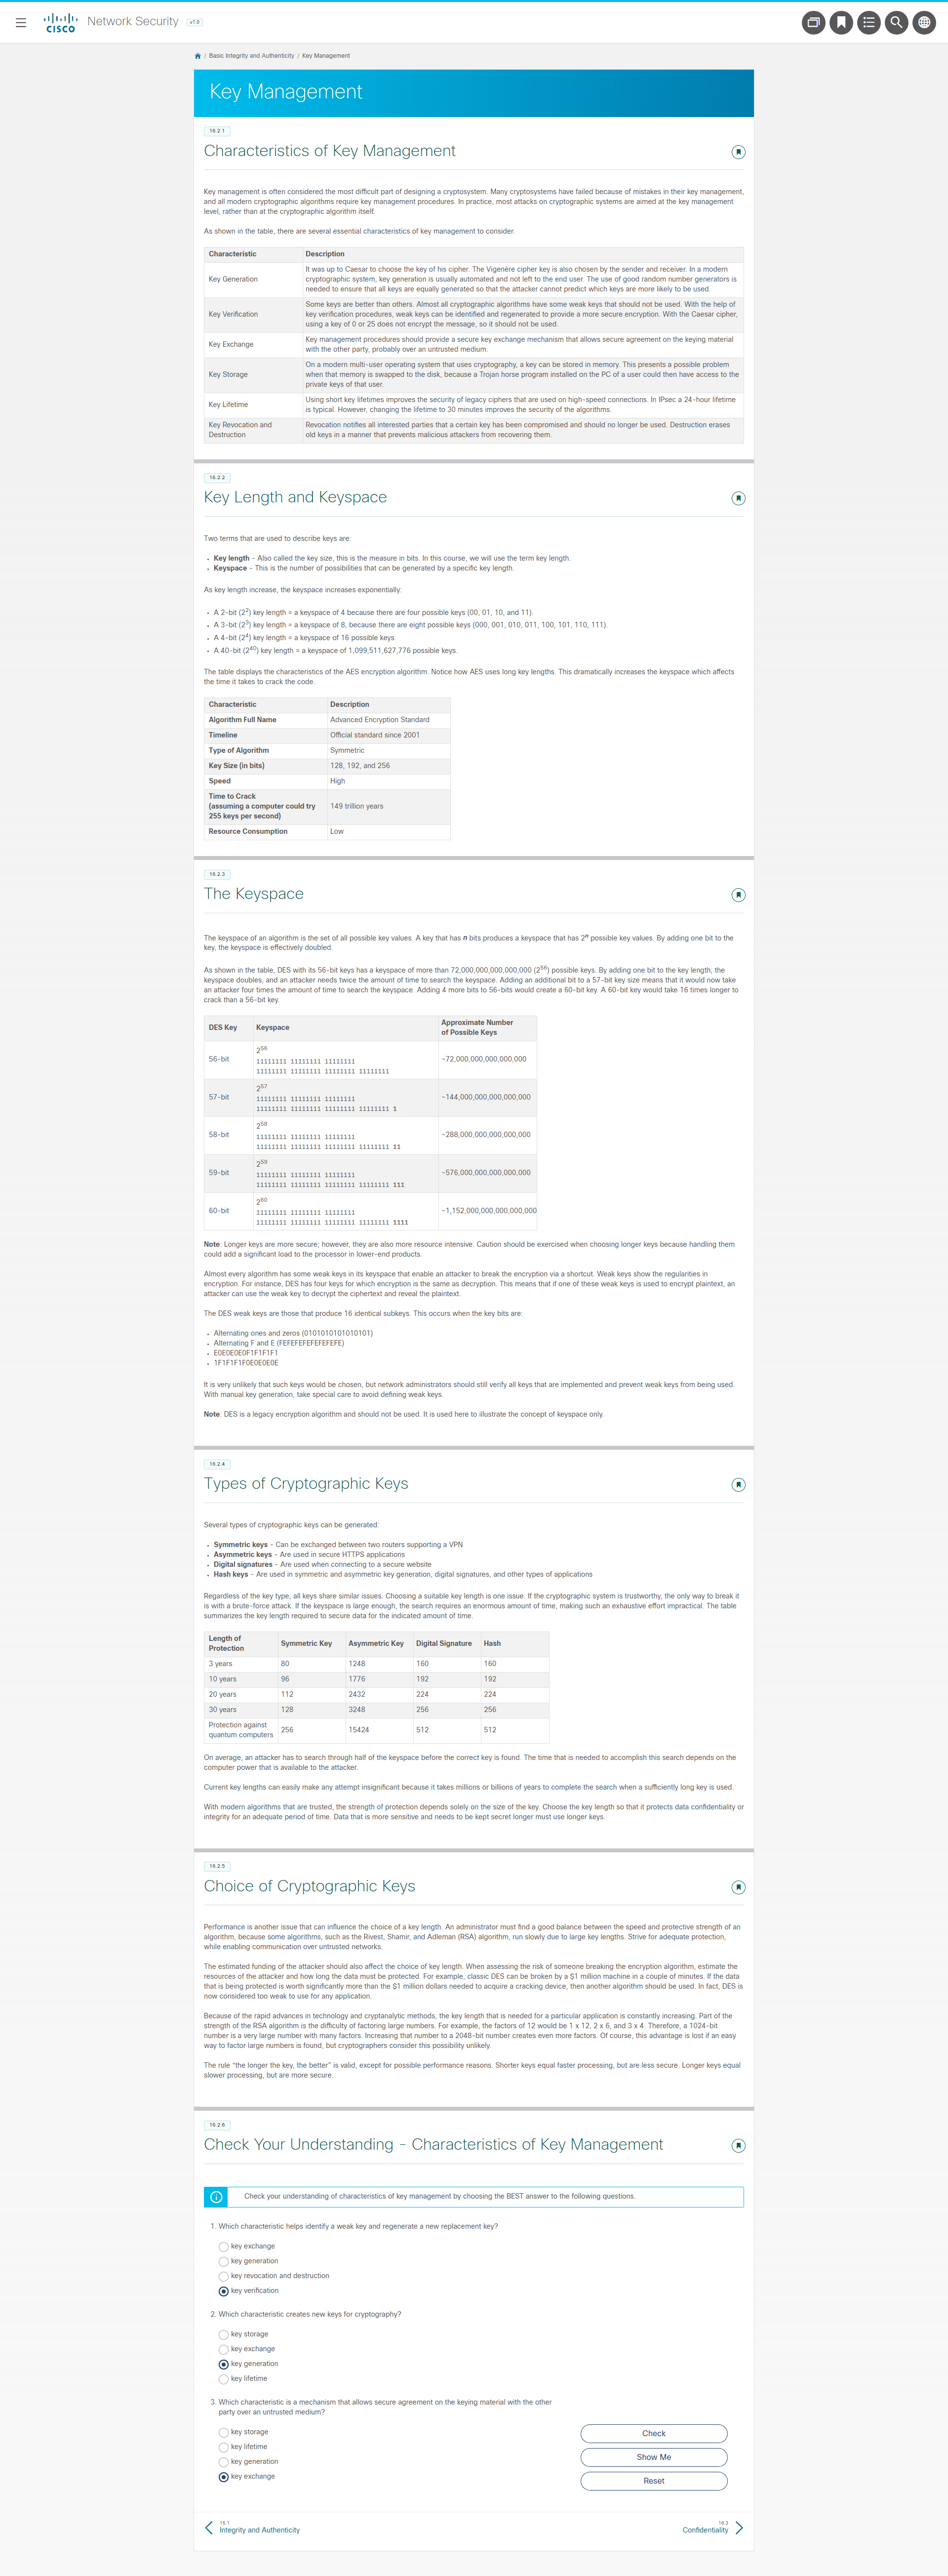 CISCO
Network Security
v1.0
/ Basic Integrity and Authenticity / Key Management
Key Management
16.2.1
Characteristics of Key Management
Key management is often considered the most difficult part of designing a cryptosystem. Many cryptosystems have failed because of mistakes in their key management,
and all modern cryptographic algorithms require key management procedures. In practice, most attacks on cryptographic systems are aimed at the key management
level, rather than at the cryptographic algorithm itself.
As shown in the table, there are several essential characteristics of key management to consider.
Characteristic Description
Key Generation
It was up to Caesar to choose the key of his cipher. The Vigenère cipher key is also chosen by the sender and receiver. In a modern
cryptographic system, key generation is usually automated and not left to the end user. The use of good random number generators is
needed to ensure that all keys are equally generated so that the attacker cannot predict which keys are more likely to be used.
Key Verification
Some keys are better than others. Almost all cryptographic algorithms have some weak keys that should not be used. With the help of
key verification procedures, weak keys can be identified and regenerated to provide a more secure encryption. With the Caesar cipher,
using a key of 0 or 25 does not encrypt the message, so it should not be used.
Key Exchange
Key management procedures should provide a secure key exchange mechanism that allows secure agreement on the keying material
with the other party, probably over an untrusted medium.
Key Storage
On a modern multi-user operating system that uses cryptography, a key can be stored in memory. This presents a possible problem
when that memory is swapped to the disk, because a Trojan horse program installed on the PC of a user could then have access to the
private keys of that user.
Key Lifetime
Using short key lifetimes improves the security of legacy ciphers that are used on high-speed connections. In IPsec a 24-hour lifetime
is typical. However, changing the lifetime to 30 minutes improves the security of the algorithms.
Key Revocation and
Destruction
Revocation notifies all interested parties that a certain key has been compromised and should no longer be used. Destruction erases
old keys in a manner that prevents malicious attackers from recovering them.
16.2.2
Key Length and Keyspace
Two terms that are used to describe keys are:
• Key length - Also called the key size, this is the measure in bits. In this course, we will use the term key length.
• Keyspace - This is the number of possibilities that can be generated by a specific key length.
As key length increase, the keyspace increases exponentially:
• A 2-bit (2²) key length = a keyspace of 4 because there are four possible keys (00, 01, 10, and 11).
• A 3-bit (2³) key length = a keyspace of 8, because there are eight possible keys (000, 001, 010, 011, 100, 101, 110, 111).
• A 4-bit (2⁴) key length = a keyspace of 16 possible keys.
• A 40-bit (2⁴⁰) key length = a keyspace of 1,099,511,627,776 possible keys.
The table displays the characteristics of the AES encryption algorithm. Notice how AES uses long key lengths. This dramatically increases the keyspace which affects
the time it takes to crack the code.
Characteristic Description
Algorithm Full Name Advanced Encryption Standard
Timeline Official standard since 2001
Type of Algorithm Symmetric
Key Size (in bits) 128, 192, and 256
Speed High
Time to Crack
(assuming a computer could try
255 keys per second)
149 trillion years
Resource Consumption Low
16.2.3
The Keyspace
The keyspace of an algorithm is the set of all possible key values. A key that has n bits produces a keyspace that has 2ⁿ possible key values. By adding one bit to the
key, the keyspace is effectively doubled.
As shown in the table, DES with its 56-bit keys has a keyspace of more than 72,000,000,000,000,000 (2⁵⁶) possible keys. By adding one bit to the key length, the
keyspace doubles, and an attacker needs twice the amount of time to search the keyspace. Adding an additional bit to a 57-bit key size means that it would now take
an attacker four times the amount of time to search the keyspace. Adding 4 more bits to 56-bits would create a 60-bit key. A 60-bit key would take 16 times longer to
crack than a 56-bit key.
DES Key Keyspace
Approximate Number
of Possible Keys
56-bit
2⁵⁶
11111111 11111111 11111111
11111111 11111111 11111111 11111111
~72,000,000,000,000,000
57-bit
2⁵⁷
11111111 11111111 11111111
11111111 11111111 11111111 11111111 1
~144,000,000,000,000,000
58-bit
2⁵⁸
11111111 11111111 11111111
11111111 11111111 11111111 11111111 11
~288,000,000,000,000,000
59-bit
2⁵⁹
11111111 11111111 11111111
11111111 11111111 11111111 11111111 111
~576,000,000,000,000,000
60-bit
2⁶⁰
11111111 11111111 11111111
11111111 11111111 11111111 11111111 1111
~1,152,000,000,000,000,000
Note: Longer keys are more secure; however, they are also more resource intensive. Caution should be exercised when choosing longer keys because handling them
could add a significant load to the processor in lower-end products.
Almost every algorithm has some weak keys in its keyspace that enable an attacker to break the encryption via a shortcut. Weak keys show the regularities in
encryption. For instance, DES has four keys for which encryption is the same as decryption. This means that if one of these weak keys is used to encrypt plaintext, an
attacker can use the weak key to decrypt the ciphertext and reveal the plaintext.
The DES weak keys are those that produce 16 identical subkeys. This occurs when the key bits are:
• Alternating ones and zeros (0101010101010101)
• Alternating F and E (FEFEFEFEFEFEFEFE)
• E0E0E0E0F1F1F1F1
• 1F1F1F1F0E0E0E0E
It is very unlikely that such keys would be chosen, but network administrators should still verify all keys that are implemented and prevent weak keys from being used.
With manual key generation, take special care to avoid defining weak keys.
Note: DES is a legacy encryption algorithm and should not be used. It is used here to illustrate the concept of keyspace only.
16.2.4
Types of Cryptographic Keys
Several types of cryptographic keys can be generated:
• Symmetric keys - Can be exchanged between two routers supporting a VPN
• Asymmetric keys - Are used in secure HTTPS applications
• Digital signatures - Are used when connecting to a secure website
• Hash keys - Are used in symmetric and asymmetric key generation, digital signatures, and other types of applications
Regardless of the key type, all keys share similar issues. Choosing a suitable key length is one issue. If the cryptographic system is trustworthy, the only way to break it
is with a brute-force attack. If the keyspace is large enough, the search requires an enormous amount of time, making such an exhaustive effort impractical. The table
summarizes the key length required to secure data for the indicated amount of time.
Length of
Protection
Symmetric Key Asymmetric Key Digital Signature Hash
3 years 80 1248 160 160
10 years 96 1776 192 192
20 years 112 2432 224 224
30 years 128 3248 256 256
Protection against
quantum computers
256 15424 512 512
On average, an attacker has to search through half of the keyspace before the correct key is found. The time that is needed to accomplish this search depends on the
computer power that is available to the attacker.
Current key lengths can easily make any attempt insignificant because it takes millions or billions of years to complete the search when a sufficiently long key is used.
With modern algorithms that are trusted, the strength of protection depends solely on the size of the key. Choose the key length so that it protects data confidentiality or
integrity for an adequate period of time. Data that is more sensitive and needs to be kept secret longer must use longer keys.
16.2.5
Choice of Cryptographic Keys
Performance is another issue that can influence the choice of a key length. An administrator must find a good balance between the speed and protective strength of an
algorithm, because some algorithms, such as the Rivest, Shamir, and Adleman (RSA) algorithm, run slowly due to large key lengths. Strive for adequate protection,
while enabling communication over untrusted networks.
The estimated funding of the attacker should also affect the choice of key length. When assessing the risk of someone breaking the encryption algorithm, estimate the
resources of the attacker and how long the data must be protected. For example, classic DES can be broken by a $1 million machine in a couple of minutes. If the data
that is being protected is worth significantly more than the $1 million dollars needed to acquire a cracking device, then another algorithm should be used. In fact, DES is
now considered too weak to use for any application.
Because of the rapid advances in technology and cryptanalytic methods, the key length that is needed for a particular application is constantly increasing. Part of the
strength of the RSA algorithm is the difficulty of factoring large numbers. For example, the factors of 12 would be 1 x 12, 2 x 6, and 3 x 4. Therefore, a 1024-bit
number is a very large number with many factors. Increasing that number to a 2048-bit number creates even more factors. Of course, this advantage is lost if an easy
way to factor large numbers is found, but cryptographers consider this possibility unlikely.
The rule “the longer the key, the better” is valid, except for possible performance reasons. Shorter keys equal faster processing, but are less secure. Longer keys equal
slower processing, but are more secure.
16.2.6
Check Your Understanding - Characteristics of Key Management
Check your understanding of characteristics of key management by choosing the BEST answer to the following questions.
1. Which characteristic helps identify a weak key and regenerate a new replacement key?
key exchange
key generation
key revocation and destruction
key verification
2. Which characteristic creates new keys for cryptography?
key storage
key exchange
key generation
key lifetime
3. Which characteristic is a mechanism that allows secure agreement on the keying material with the other
party over an untrusted medium?
key storage
key lifetime
key generation
key exchange
Check
Show Me
Reset
16.1
Integrity and Authenticity
16.3
Confidentiality